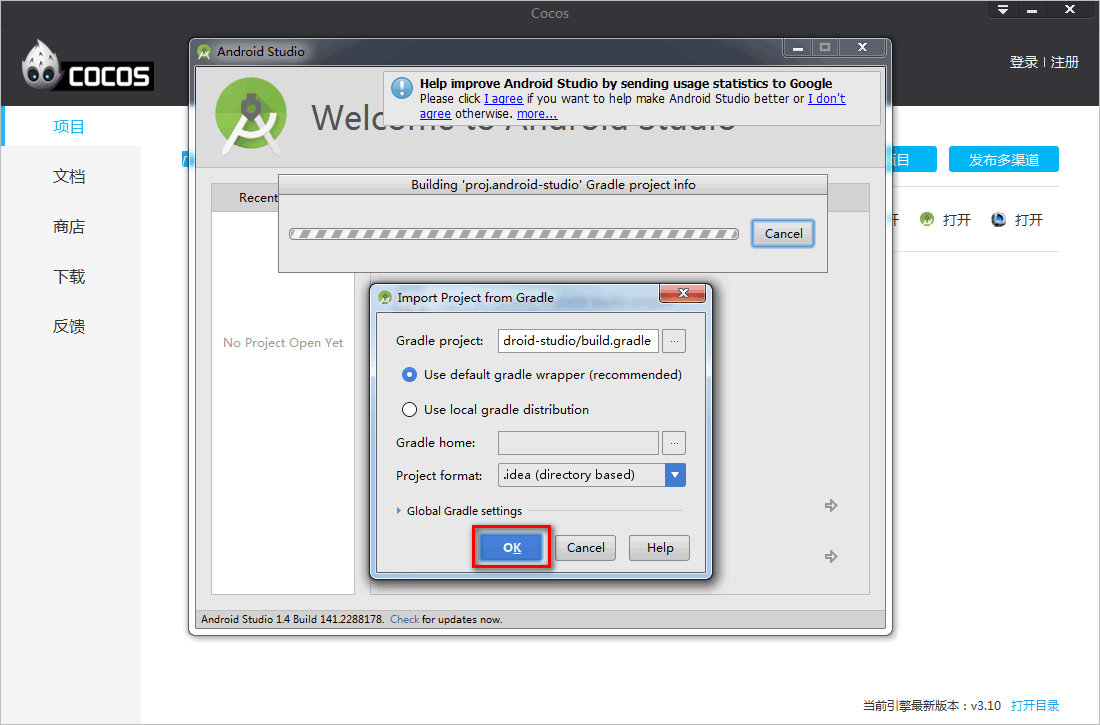 Cocos
COCOS
登录 | 注册
项目
文档
商店
下载
反馈
Android Studio
Help improve Android Studio by sending usage statistics to Google
Please click I agree if you want to help make Android Studio better or I don't
agree otherwise. more...
to Android Studio
项目
发布多渠道
打开
打开
Building 'proj.android-studio' Gradle project info
Cancel
Recent
No Project Open Yet
Import Project from Gradle
Gradle project:
droid-studio/build.gradle
...
Use default gradle wrapper (recommended)
Use local gradle distribution
Gradle home:
...
Project format:
.idea (directory based)
Global Gradle settings
OK
Cancel
Help
Android Studio 1.4 Build 141.2288178. Check for updates now.
当前引擎最新版本：v3.10 打开目录